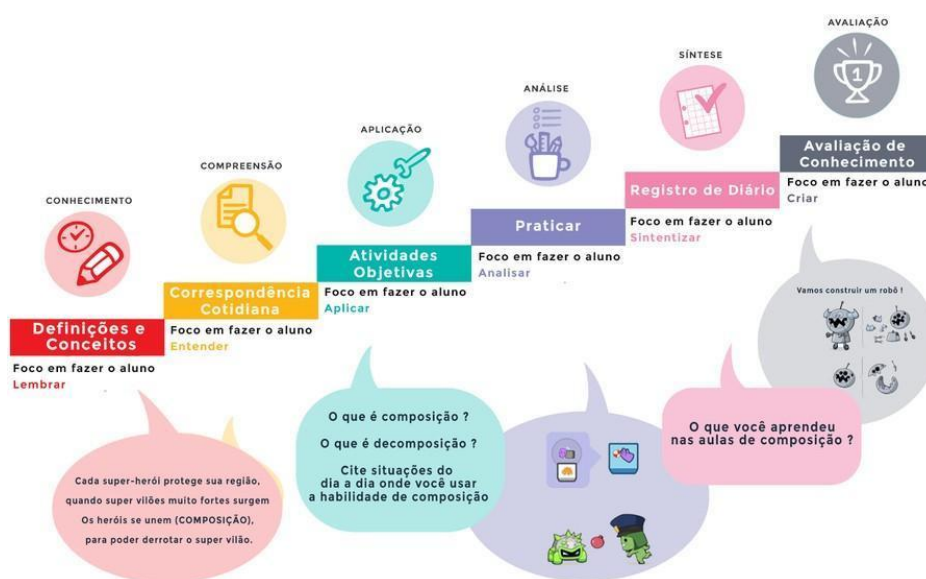 CONHECIMENTO
Definições e
Conceitos
Foco em fazer o aluno
Lembrar
COMPREENSÃO
Correspondência
Cotidiana
Foco em fazer o aluno
Entender
APLICAÇÃO
Atividades
Objetivas
Foco em fazer o aluno
Aplicar
ANÁLISE
Praticar
Foco em fazer o aluno
Analisar
SÍNTESE
Registro de Diário
Foco em fazer o aluno
Sintentizar
AVALIAÇÃO
1
Avaliação de
Conhecimento
Foco em fazer o aluno
Criar
Cada super-herói protege sua região,
quando super vilões muito fortes surgem
Os heróis se unem (COMPOSIÇÃO),
para poder derrotar o super vilão.
O que é composição ?
O que é decomposição ?
Cite situações do
dia a dia onde você usar
a habilidade de composição
O que você aprendeu
nas aulas de composição ?
Vamos construir um robô !